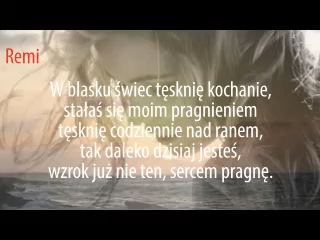 Remi
W blasku świec tęsknię kochanie,
stałaś się moim pragnieniem
tęsknię codziennie nad ranem,
tak daleko dzisiaj jesteś,
wzrok już nie ten, sercem pragnę.